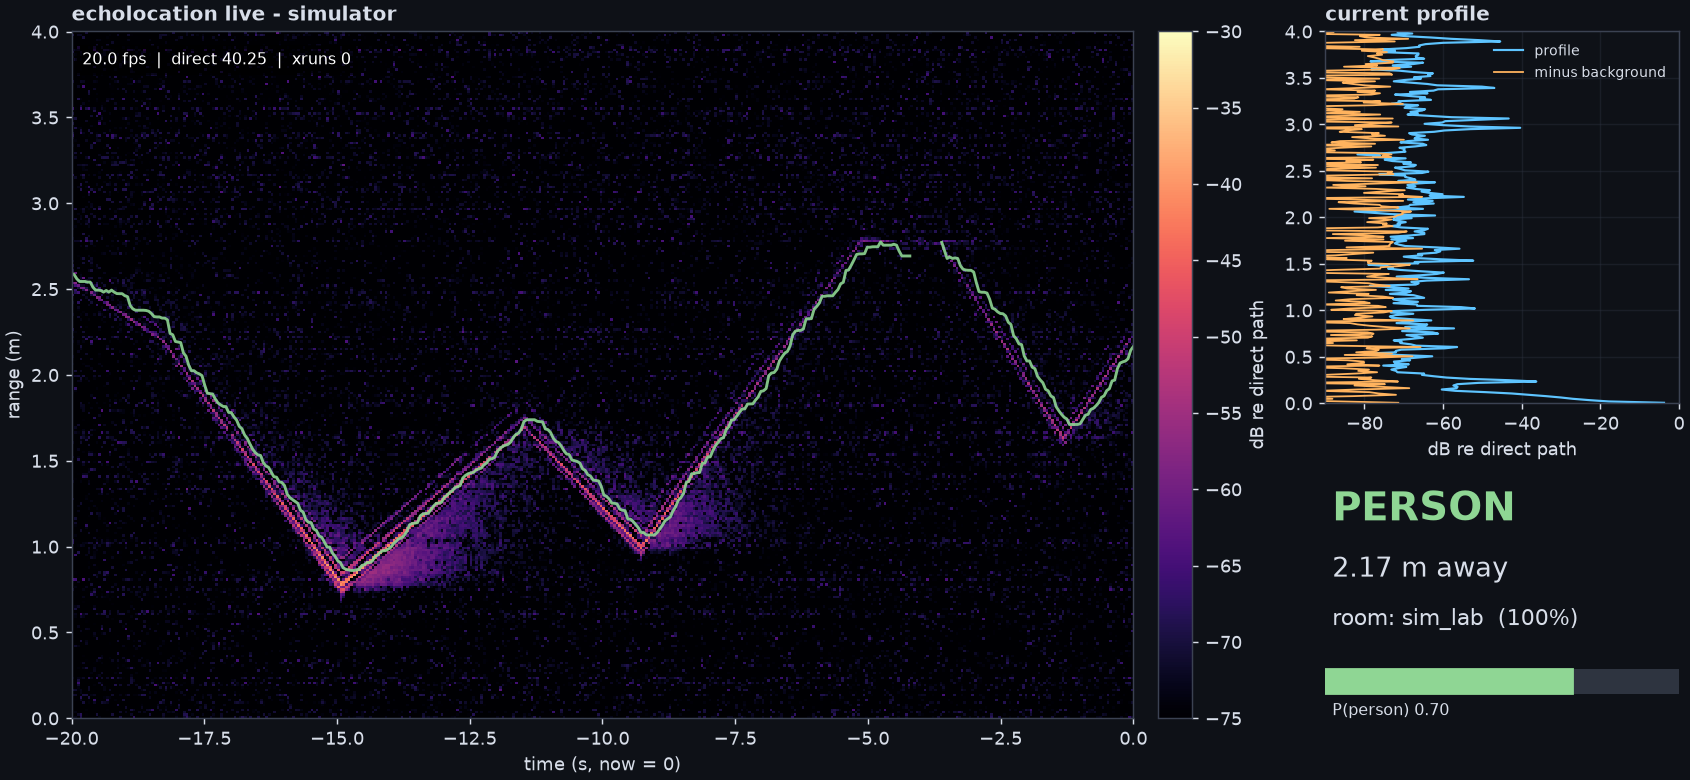 echolocation live - simulator
20.0 fps | direct 40.25 | xruns 0
4.0
3.5
3.0
2.5
2.0
1.5
1.0
0.5
0.0
range (m)
−20.0 −17.5 −15.0 −12.5 −10.0 −7.5 −5.0 −2.5 0.0
time (s, now = 0)
−30
−35
−40
−45
−50
−55
−60
−65
−70
−75
dB re direct path
current profile
profile
minus background
4.0
3.5
3.0
2.5
2.0
1.5
1.0
0.5
0.0
−80 −60 −40 −20 0
dB re direct path
PERSON
2.17 m away
room: sim_lab (100%)
P(person) 0.70